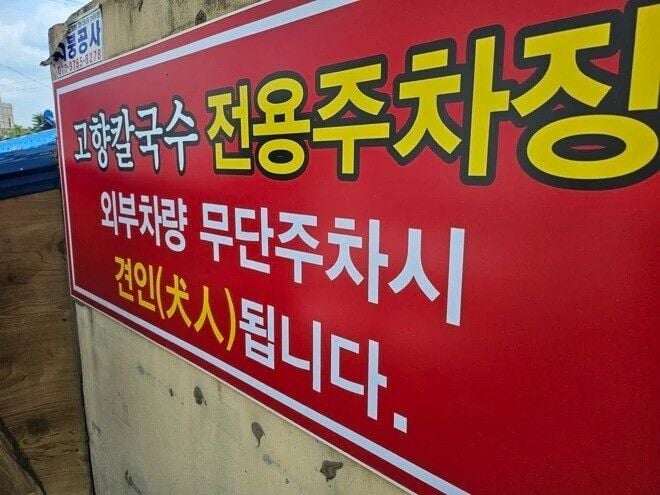 고향칼국수 전용주차장
외부차량 무단주차시
견인(犬人)됩니다.